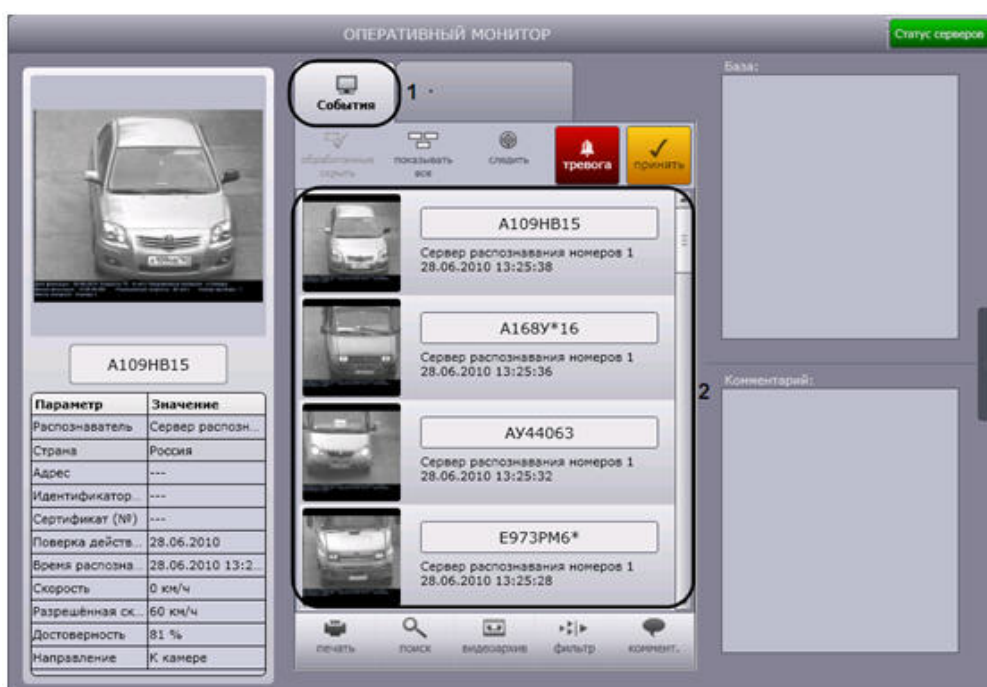 ОПЕРАТИВНЫЙ МОНИТОР
Статус серверов
A109HB15
Параметр Значение
Распознаватель Сервер распозн...
Страна Россия
Адрес ---
Идентификатор... ---
Сертификат (№) ---
Поверка действ... 28.06.2010
Время распозна... 28.06.2010 13:2...
Скорость 0 км/ч
Разрешённая ск... 60 км/ч
Достоверность 81 %
Направление К камере
События
1
обработанные скрыть
показывать все
следить
тревога
принять
A109HB15
Сервер распознавания номеров 1
28.06.2010 13:25:38
A168У*16
Сервер распознавания номеров 1
28.06.2010 13:25:36
АУ44063
Сервер распознавания номеров 1
28.06.2010 13:25:32
E973PM6*
Сервер распознавания номеров 1
28.06.2010 13:25:28
2
печать
поиск
видеоархив
фильтр
коммент.
База:
Комментарий: